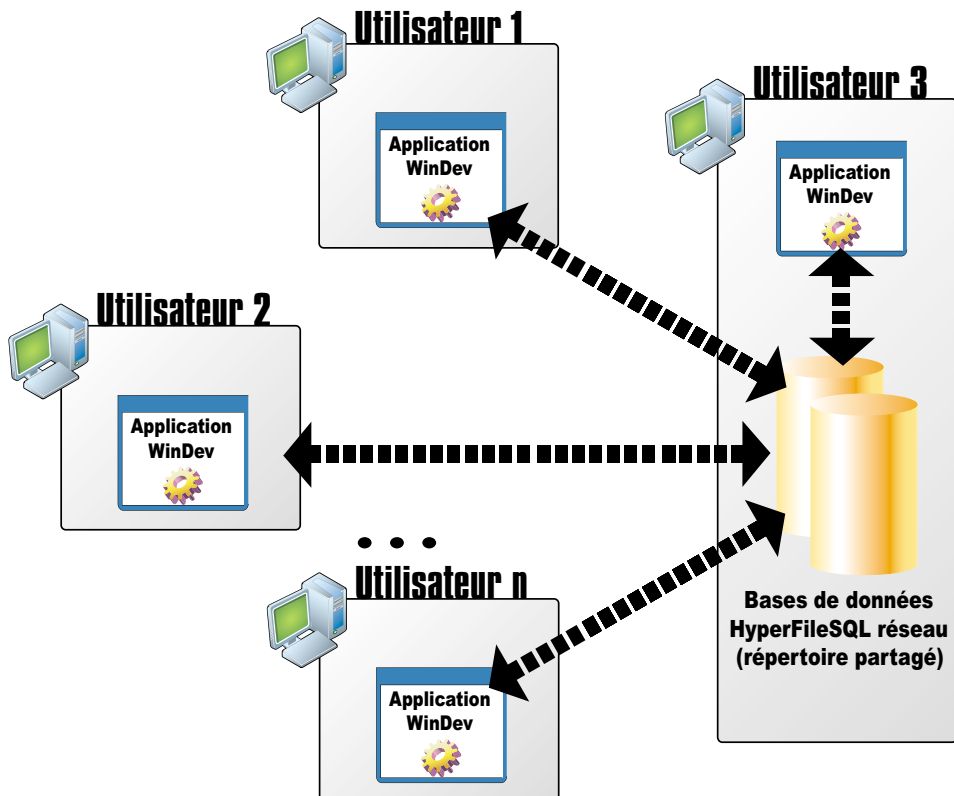 Utilisateur 1
Application
WinDev
Utilisateur 3
Application
WinDev
Utilisateur 2
Application
WinDev
• • •
Utilisateur n
Application
WinDev
Bases de données
HyperFileSQL réseau
(répertoire partagé)